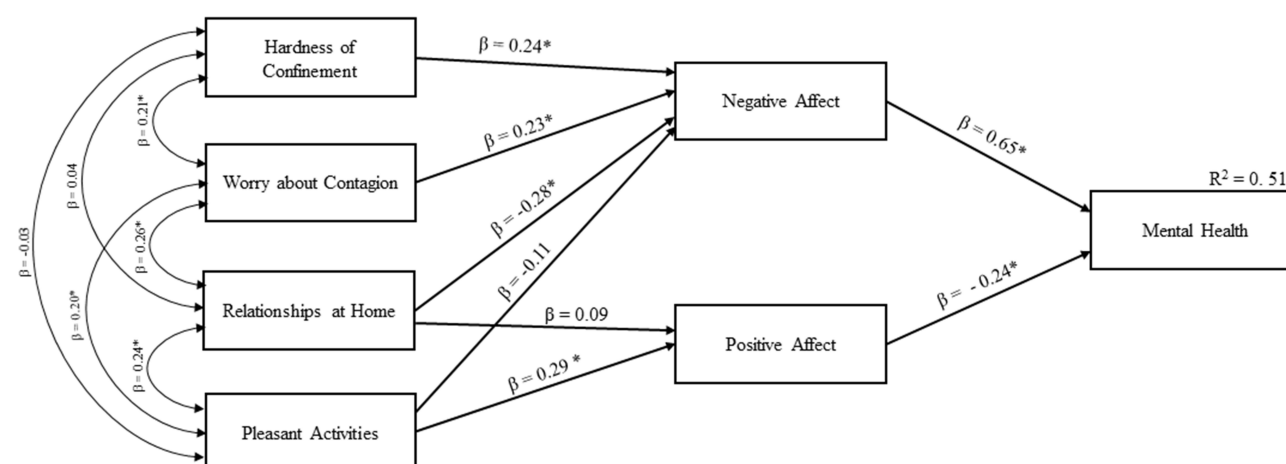 Hardness of
Confinement
Worry about Contagion
Relationships at Home
Pleasant Activities
Negative Affect
Positive Affect
Mental Health
R² = 0. 51
β = 0.24*
β = 0.23*
β = -0.28*
β = -0.11
β = 0.09
β = 0.29 *
β = 0.65*
β = - 0.24*
β = 0.21*
β = 0.04
β = -0.03
β = 0.26*
β = 0.20*
β = 0.24*